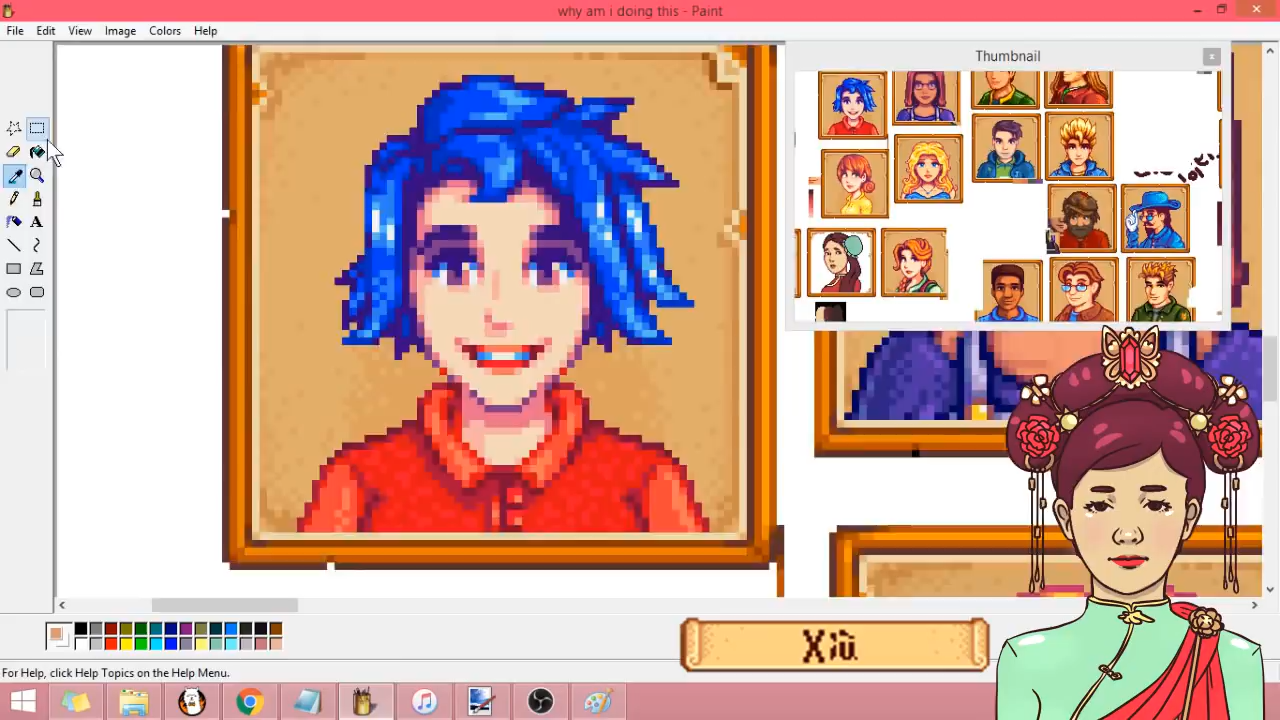 why am i doing this - Paint
File Edit View Image Colors Help
Thumbnail
A
Xiù
For Help, click Help Topics on the Help Menu.